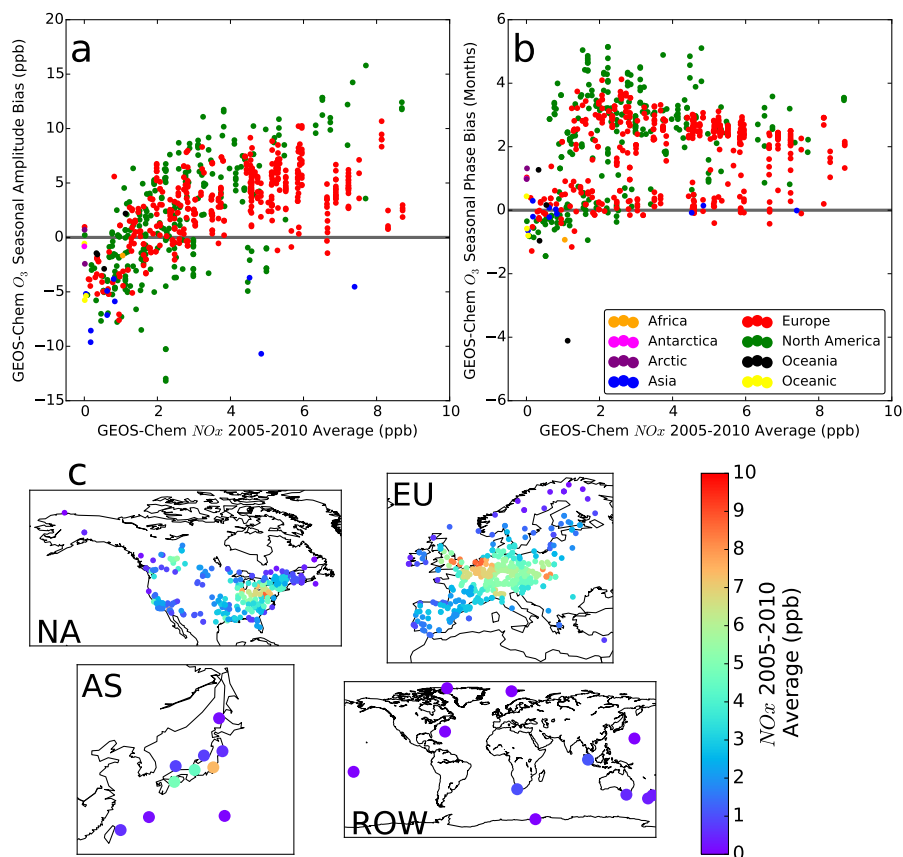 a
20
15
10
5
0
−5
−10
−15
GEOS-Chem O3 Seasonal Amplitude Bias (ppb)
0 2 4 6 8 10
GEOS-Chem NOx 2005-2010 Average (ppb)
b
6
4
2
0
−2
−4
−6
GEOS-Chem O3 Seasonal Phase Bias (Months)
Africa
Antarctica
Arctic
Asia
Europe
North America
Oceania
Oceanic
0 2 4 6 8 10
GEOS-Chem NOx 2005-2010 Average (ppb)
c
NA
EU
AS
ROW
10
9
8
7
6
5
4
3
2
1
0
NOx 2005-2010
Average (ppb)